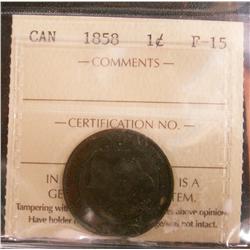 CAN 1858 1¢ F-15
— COMMENTS —
— CERTIFICATION NO. —
IN IS A
GE TEM.
Tampering with above opinion.
Have holder not intact.